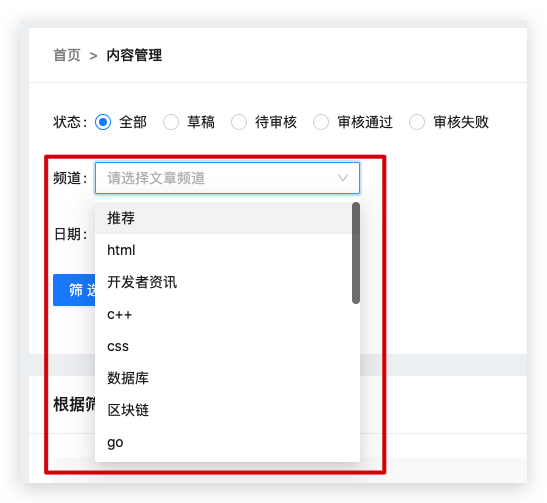 首页 > 内容管理
状态: 全部 草稿 待审核 审核通过 审核失败
频道: 请选择文章频道
推荐
日期:
html
开发者资讯
筛 选
c++
css
数据库
根据筛
区块链
go